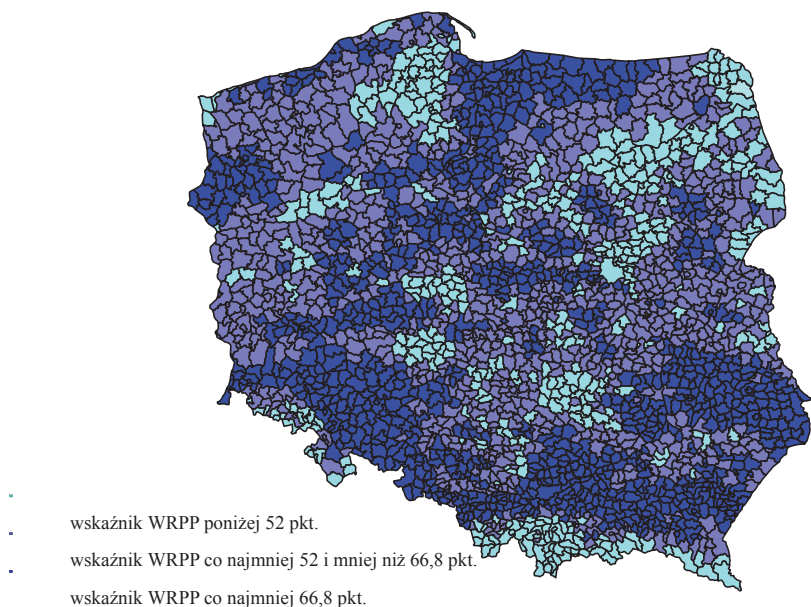 wskaźnik WRPP poniżej 52 pkt.
wskaźnik WRPP co najmniej 52 i mniej niż 66,8 pkt.
wskaźnik WRPP co najmniej 66,8 pkt.